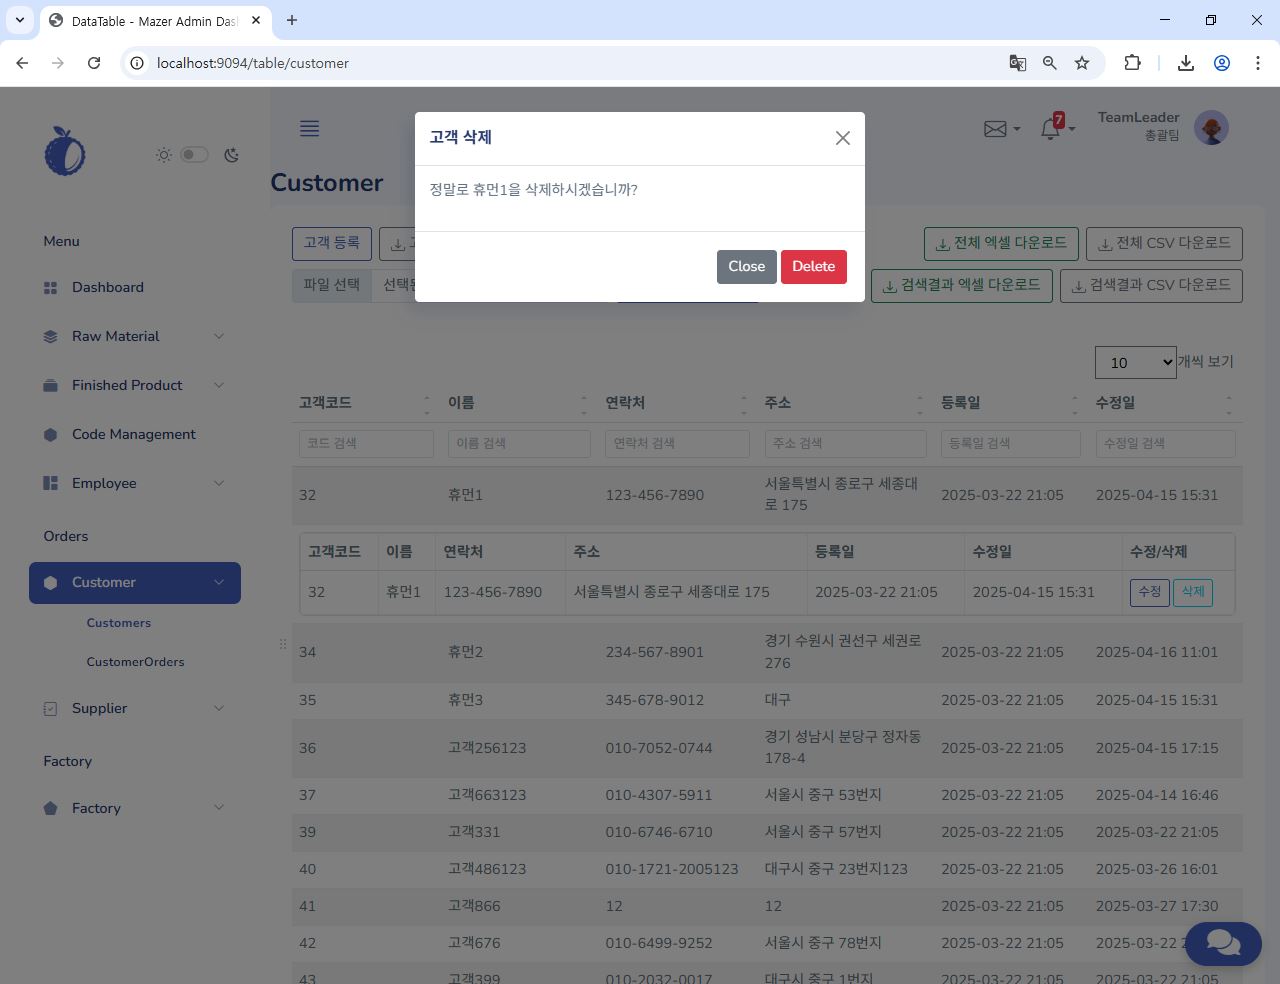 DataTable - Mazer Admin Das
localhost:9094/table/customer
고객 삭제
정말로 휴먼1을 삭제하시겠습니까?
Close
Delete
7
TeamLeader
총괄팀
Customer
Menu
Dashboard
Raw Material
Finished Product
Code Management
Employee
Orders
Customer
Customers
CustomerOrders
Supplier
Factory
Factory
고객 등록
전체 엑셀 다운로드
전체 CSV 다운로드
파일 선택
검색결과 엑셀 다운로드
검색결과 CSV 다운로드
10 개씩 보기
고객코드 이름 연락처 주소 등록일 수정일
코드 검색 이름 검색 연락처 검색 주소 검색 등록일 검색 수정일 검색
32 휴먼1 123-456-7890 서울특별시 종로구 세종대로 175 2025-03-22 21:05 2025-04-15 15:31
고객코드 이름 연락처 주소 등록일 수정일 수정/삭제
32 휴먼1 123-456-7890 서울특별시 종로구 세종대로 175 2025-03-22 21:05 2025-04-15 15:31 수정 삭제
34 휴먼2 234-567-8901 경기 수원시 권선구 세권로 276 2025-03-22 21:05 2025-04-16 11:01
35 휴먼3 345-678-9012 대구 2025-03-22 21:05 2025-04-15 15:31
36 고객256123 010-7052-0744 경기 성남시 분당구 정자동 178-4 2025-03-22 21:05 2025-04-15 17:15
37 고객663123 010-4307-5911 서울시 중구 53번지 2025-03-22 21:05 2025-04-14 16:46
39 고객331 010-6746-6710 서울시 중구 57번지 2025-03-22 21:05 2025-03-22 21:05
40 고객486123 010-1721-2005123 대구시 중구 23번지123 2025-03-22 21:05 2025-03-26 16:01
41 고객866 12 12 2025-03-22 21:05 2025-03-27 17:30
42 고객676 010-6499-9252 서울시 중구 78번지 2025-03-22 21:05 2025-03-22 2
43 고객399 010-2032-0017 대구시 중구 1번지 2025-03-22 21:05 2025-03-22 21:05